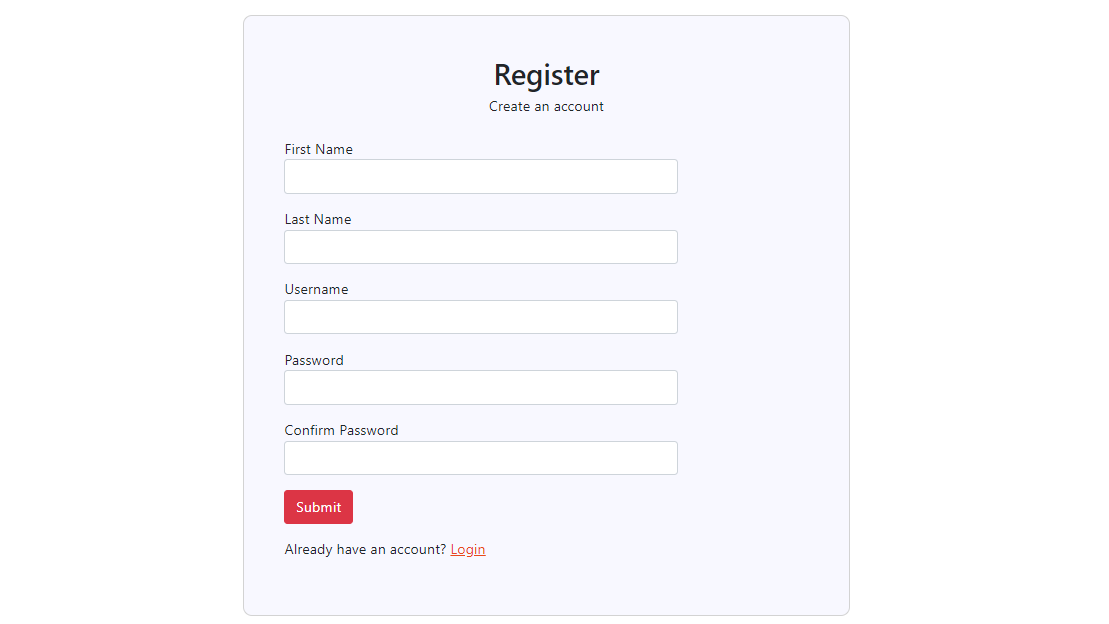 Register
Create an account
First Name
Last Name
Username
Password
Confirm Password
Submit
Already have an account? Login